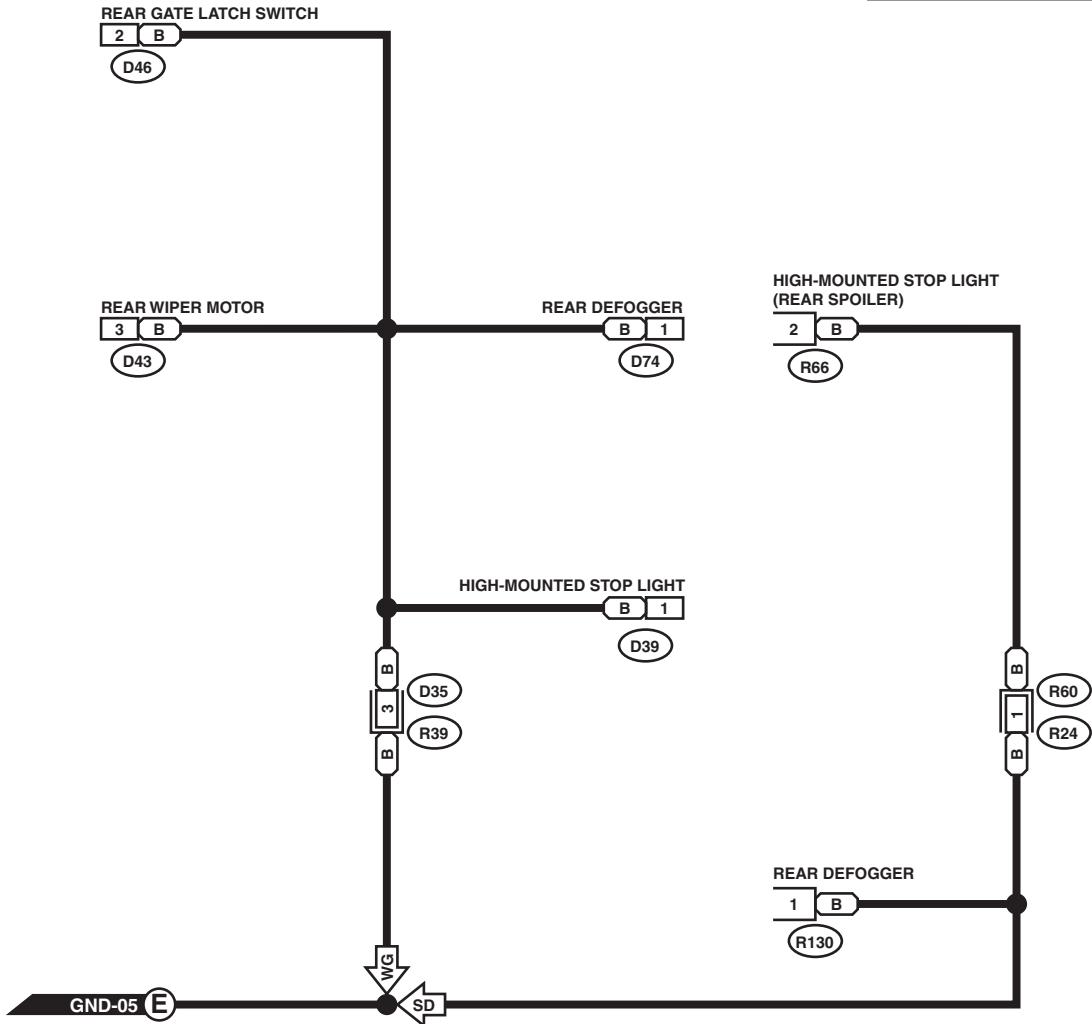 REAR GATE LATCH SWITCH
2 B
D46
REAR WIPER MOTOR
3 B
D43
REAR DEFOGGER
B 1
D74
HIGH-MOUNTED STOP LIGHT
(REAR SPOILER)
2 B
R66
HIGH-MOUNTED STOP LIGHT
B 1
D39
B
3
B
D35
R39
B
1
B
R60
R24
REAR DEFOGGER
1 B
R130
WG
GND-05 E
SD